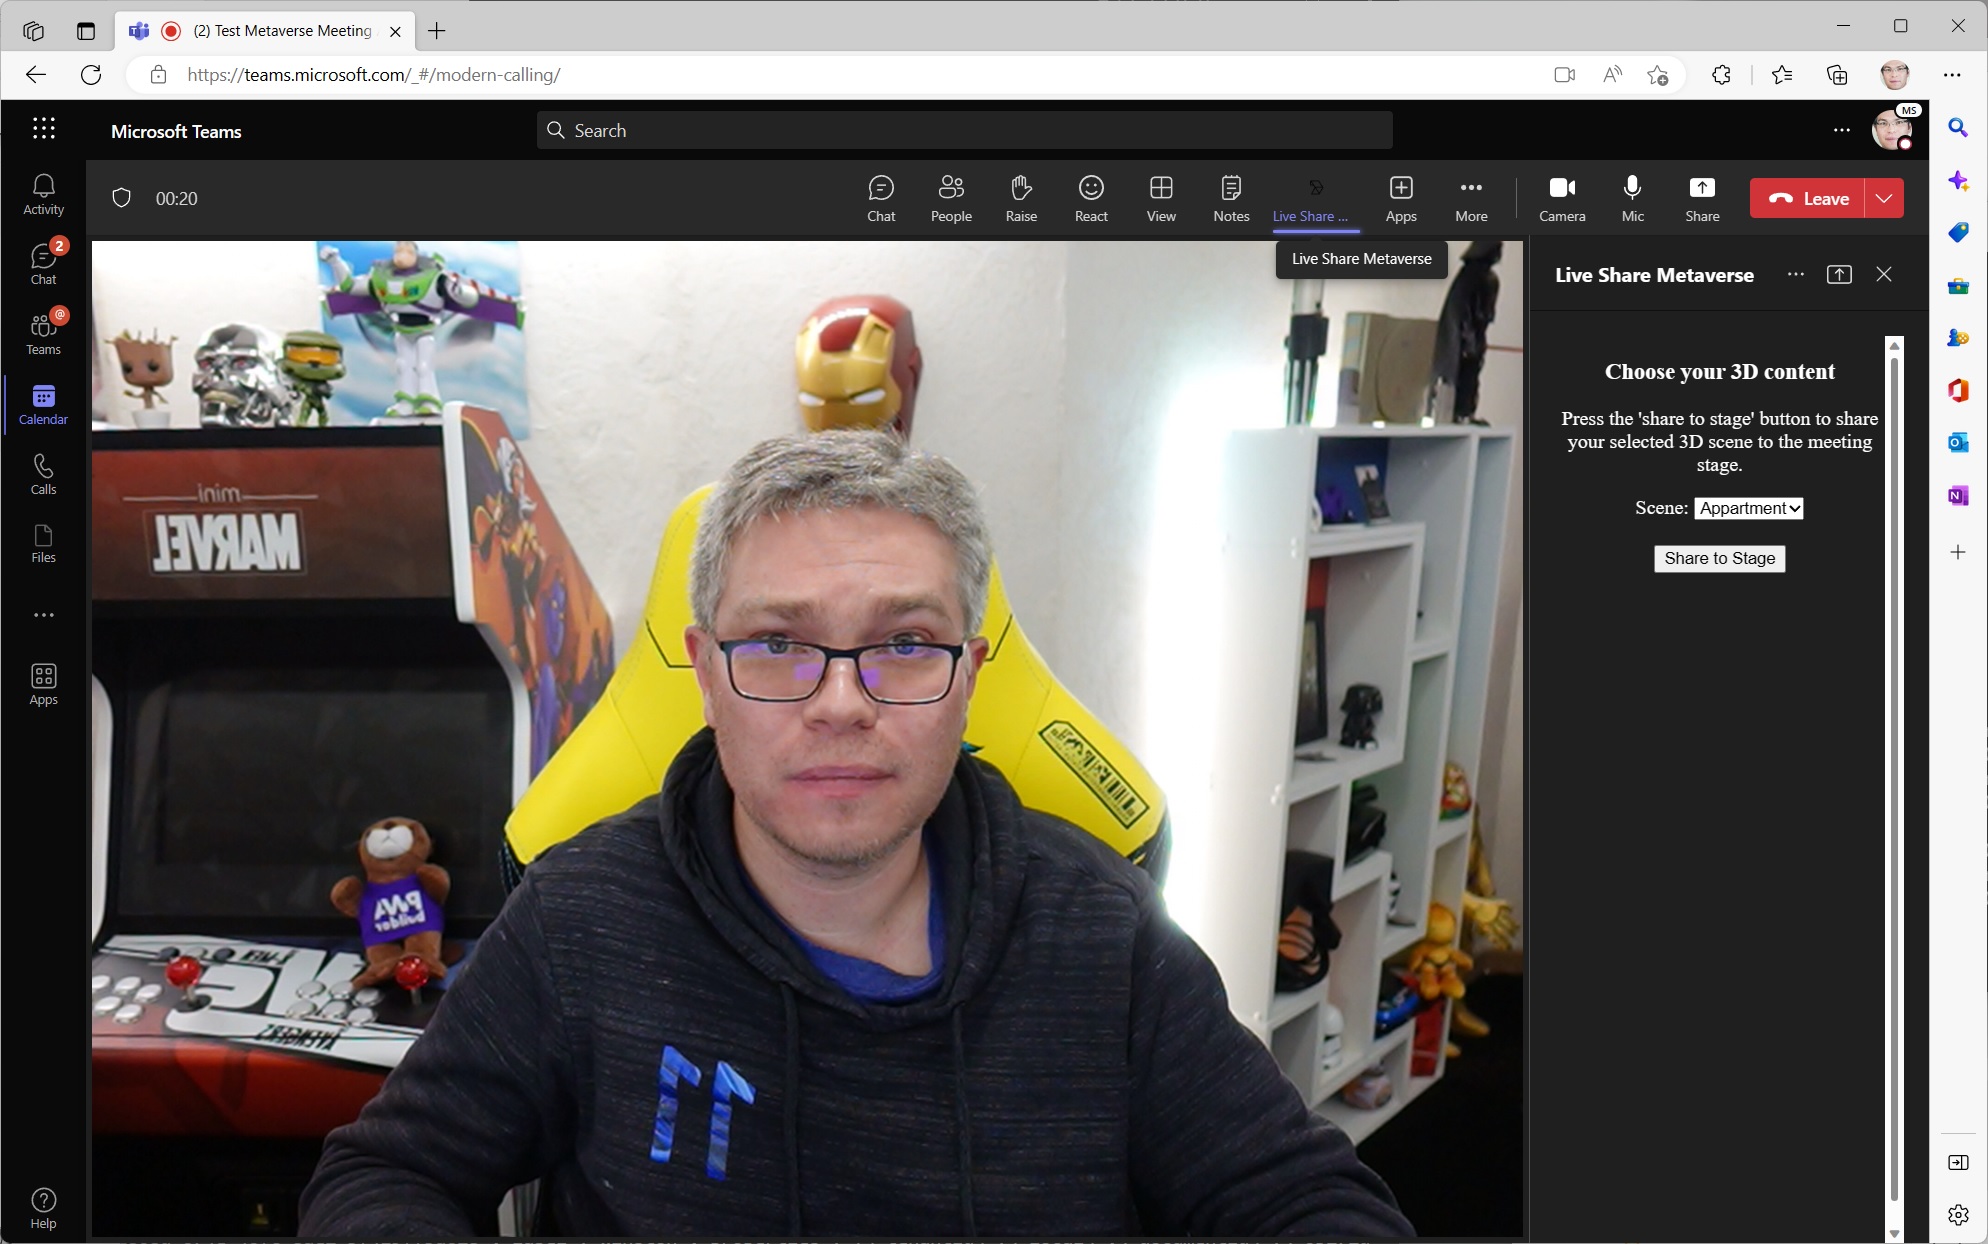 (2) Test Metaverse Meeting
https://teams.microsoft.com/_#/modern-calling/
Microsoft Teams
Search
MS
Activity
2
Chat
@
Teams
Calendar
Calls
Files
Apps
Help
00:20
Chat
People
Raise
React
View
Notes
Live Share ...
Apps
More
Camera
Mic
Share
Leave
Live Share Metaverse
Live Share Metaverse
Choose your 3D content
Press the 'share to stage' button to share
your selected 3D scene to the meeting
stage.
Scene: Appartment
Share to Stage
mini
MARVEL
PWA
builder